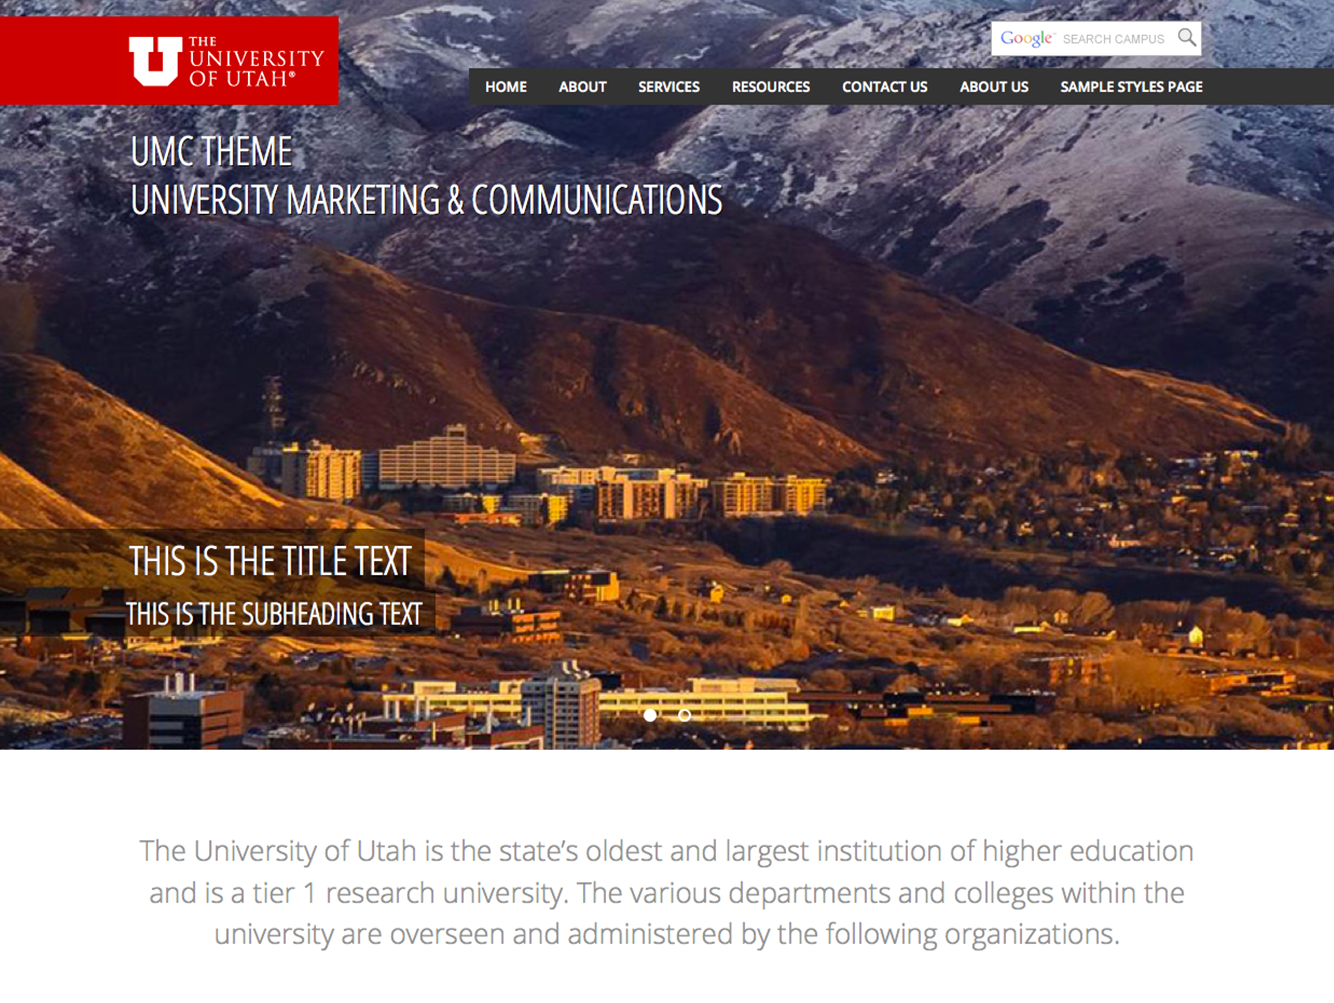 THE
UNIVERSITY
OF UTAH®
Google™ SEARCH CAMPUS
HOME ABOUT SERVICES RESOURCES CONTACT US ABOUT US SAMPLE STYLES PAGE
UMC THEME
UNIVERSITY MARKETING & COMMUNICATIONS
THIS IS THE TITLE TEXT
THIS IS THE SUBHEADING TEXT
The University of Utah is the state’s oldest and largest institution of higher education
and is a tier 1 research university. The various departments and colleges within the
university are overseen and administered by the following organizations.